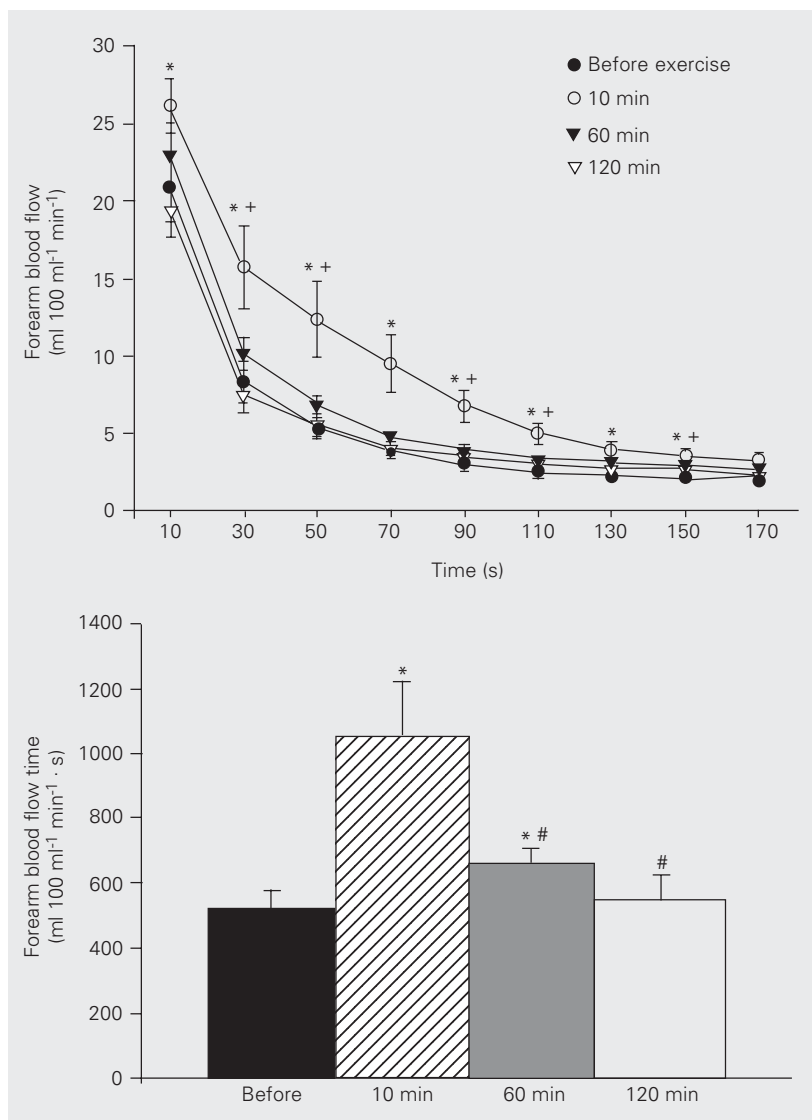 30
25
20
15
10
5
0
Forearm blood flow
(ml 100 ml⁻¹ min⁻¹)
Before exercise
10 min
60 min
120 min
*
* +
* +
*
* +
* +
*
* +
10 30 50 70 90 110 130 150 170
Time (s)
1400
1200
1000
800
600
400
200
0
Forearm blood flow time
(ml 100 ml⁻¹ min⁻¹ · s)
*
* #
#
Before 10 min 60 min 120 min